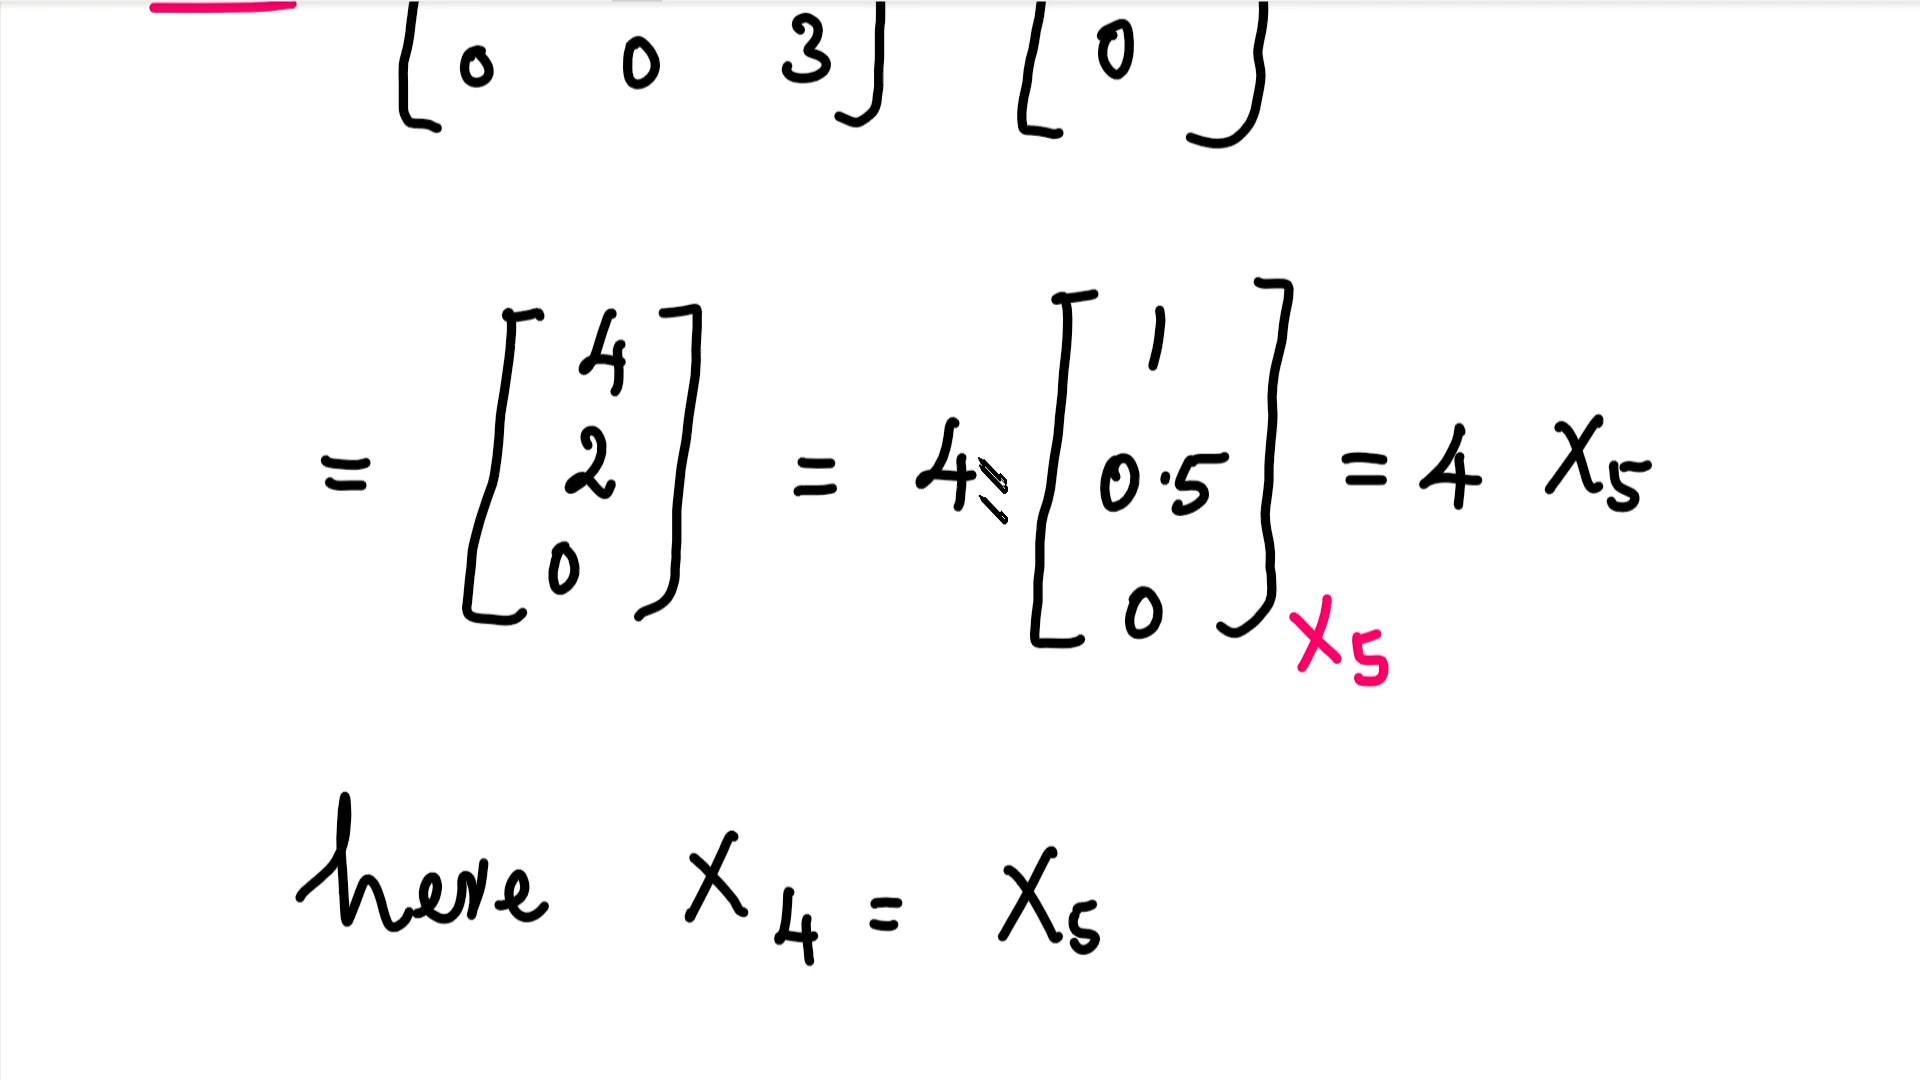 0 0 3 0
= [ 4 2 0 ] = 4 [ 1 0.5 0 ] = 4 X5
X5
here X4 = X5